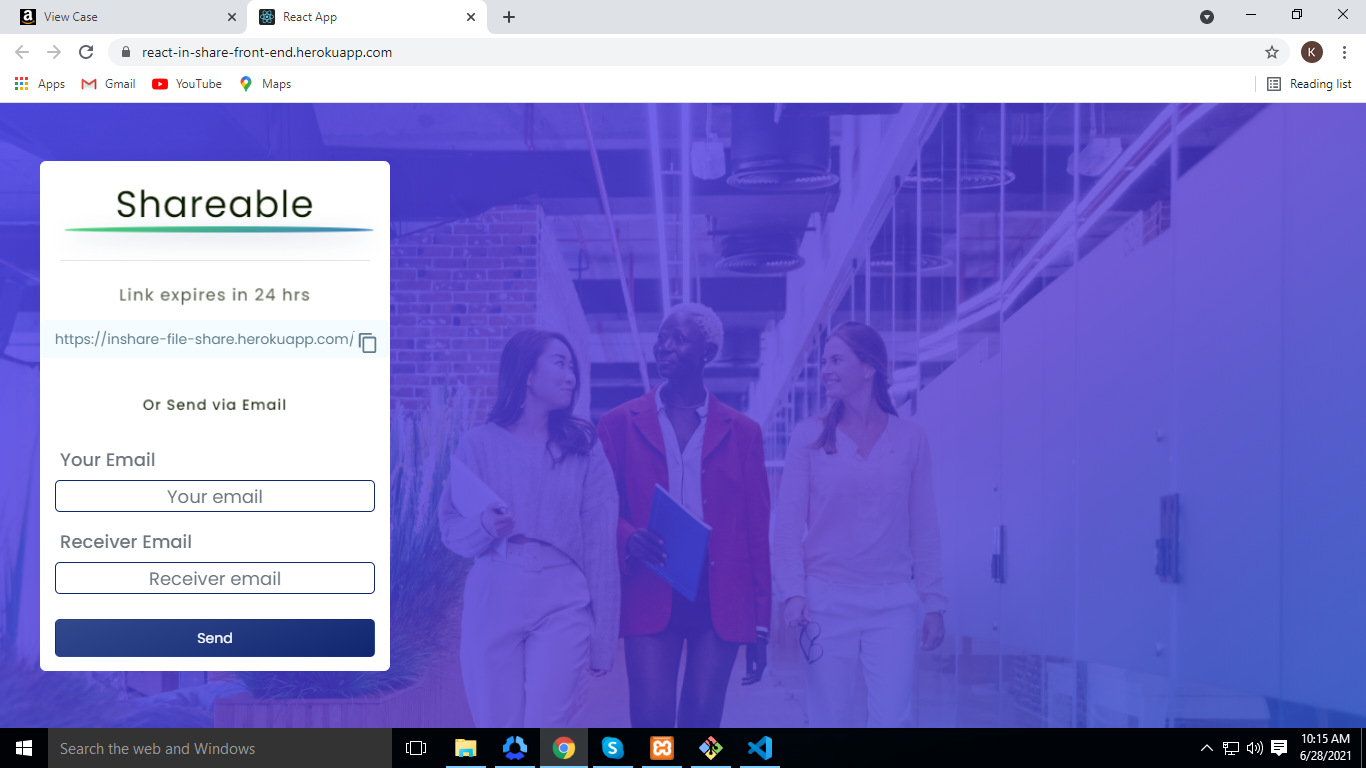 View Case
React App
react-in-share-front-end.herokuapp.com
K
Apps
Gmail
YouTube
Maps
Reading list
Shareable
Link expires in 24 hrs
https://inshare-file-share.herokuapp.com/
Or Send via Email
Your Email
Your email
Receiver Email
Receiver email
Send
Search the web and Windows
10:15 AM
6/28/2021